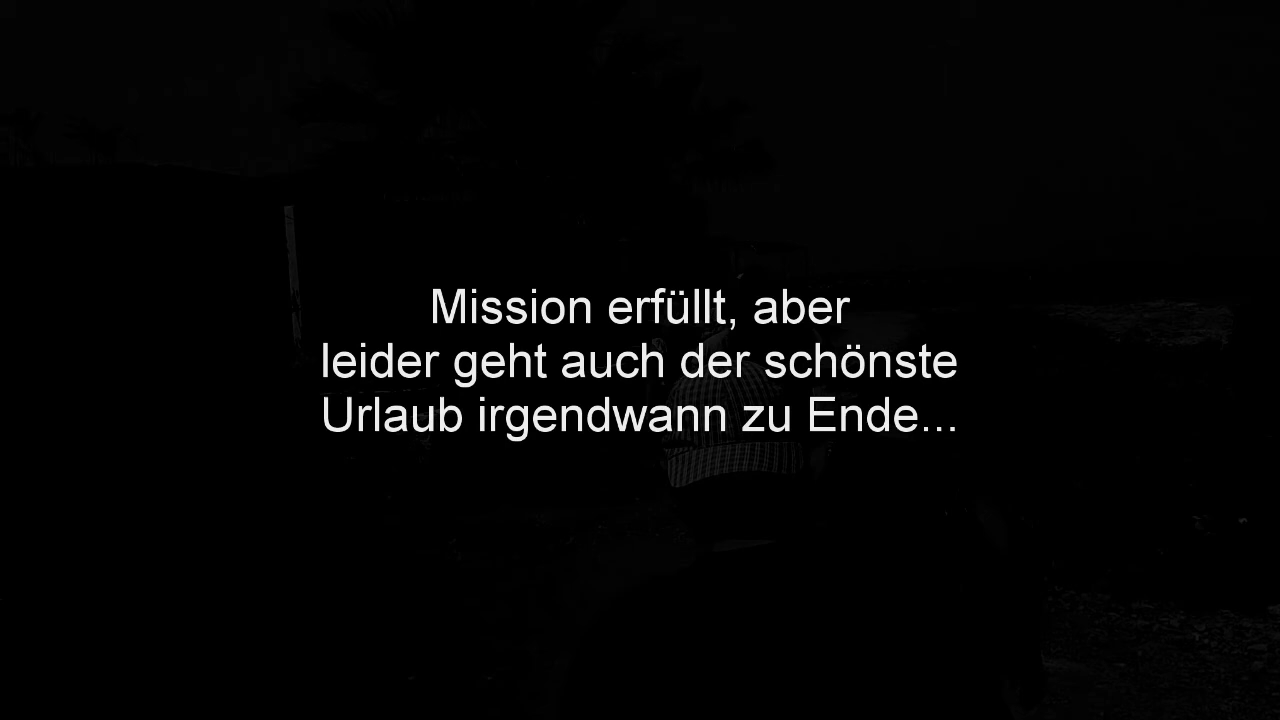 Mission erfüllt, aber
leider geht auch der schönste
Urlaub irgendwann zu Ende...